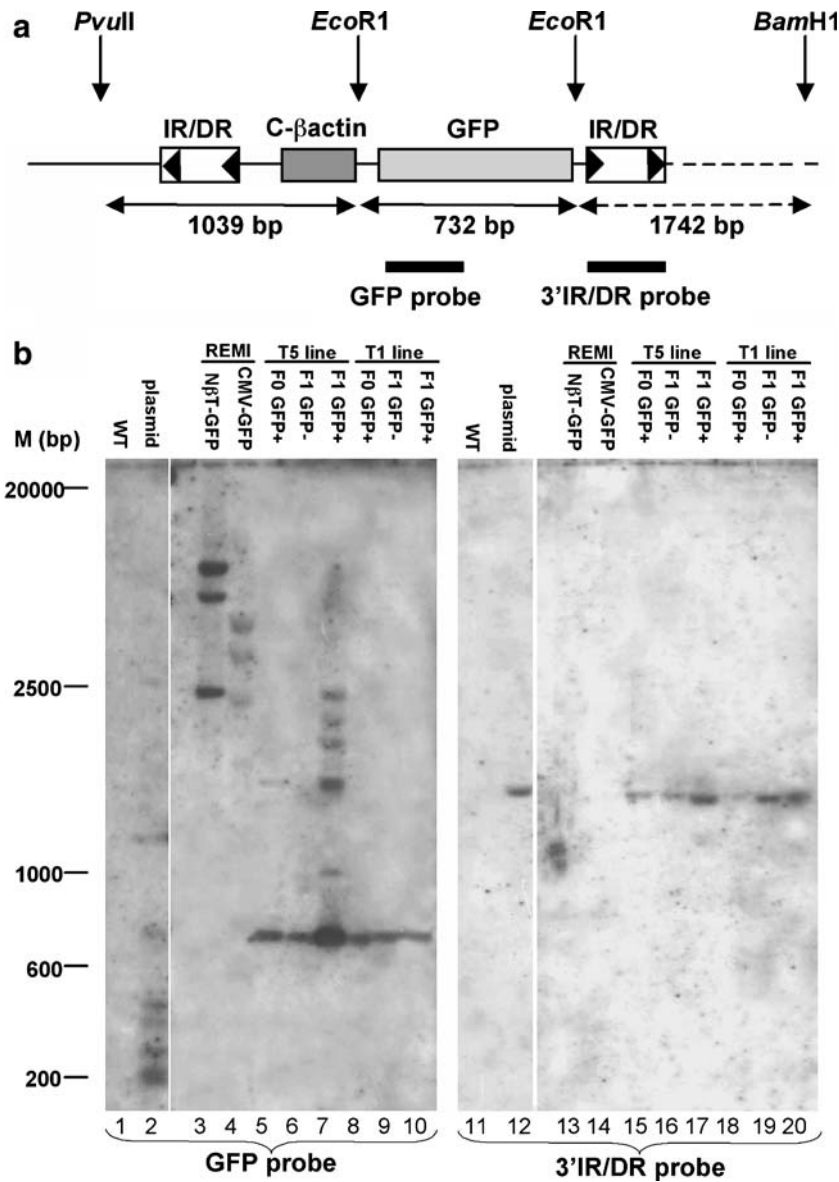 a
PvuII EcoR1 EcoR1 BamH1
IR/DR C-βactin GFP IR/DR
1039 bp 732 bp 1742 bp
GFP probe 3'IR/DR probe
b
REMI T5 line T1 line
WT
plasmid
NβT-GFP
CMV-GFP
F0 GFP+
F1 GFP-
F1 GFP+
F0 GFP+
F1 GFP-
F1 GFP+
REMI T5 line T1 line
WT
plasmid
NβT-GFP
CMV-GFP
F0 GFP+
F1 GFP-
F1 GFP+
F0 GFP+
F1 GFP-
F1 GFP+
M (bp)
20000
2500
1000
600
200
1 2 3 4 5 6 7 8 9 10
GFP probe
11 12 13 14 15 16 17 18 19 20
3'IR/DR probe